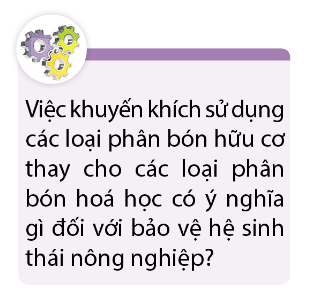 Việc khuyến khích sử dụng
các loại phân bón hữu cơ
thay cho các loại phân
bón hoá học có ý nghĩa
gì đối với bảo vệ hệ sinh
thái nông nghiệp?